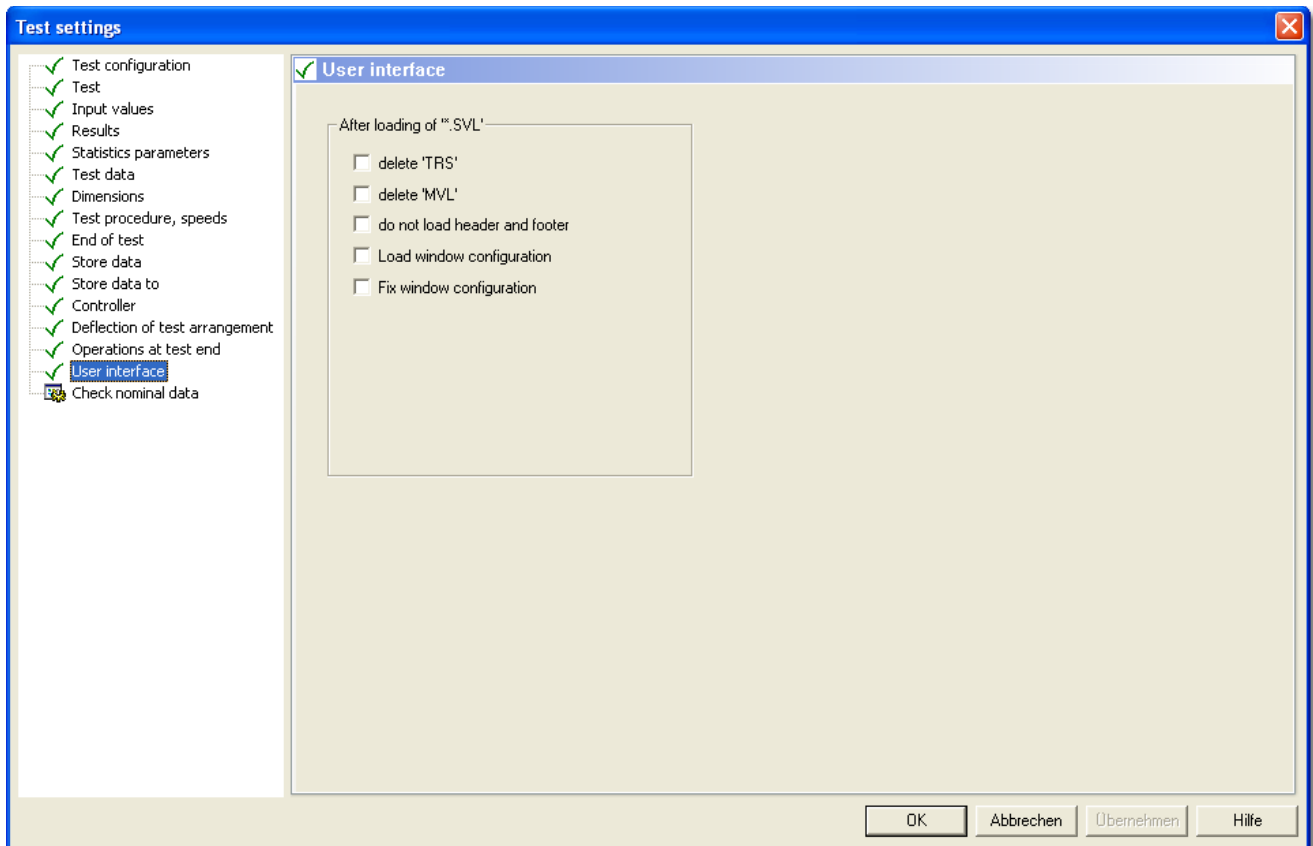 Test settings
Test configuration
Test
Input values
Results
Statistics parameters
Test data
Dimensions
Test procedure, speeds
End of test
Store data
Store data to
Controller
Deflection of test arrangement
Operations at test end
User interface
Check nominal data
User interface
After loading of '*.SVL'
delete 'TRS'
delete 'MVL'
do not load header and footer
Load window configuration
Fix window configuration
OK
Abbrechen
Übernehmen
Hilfe